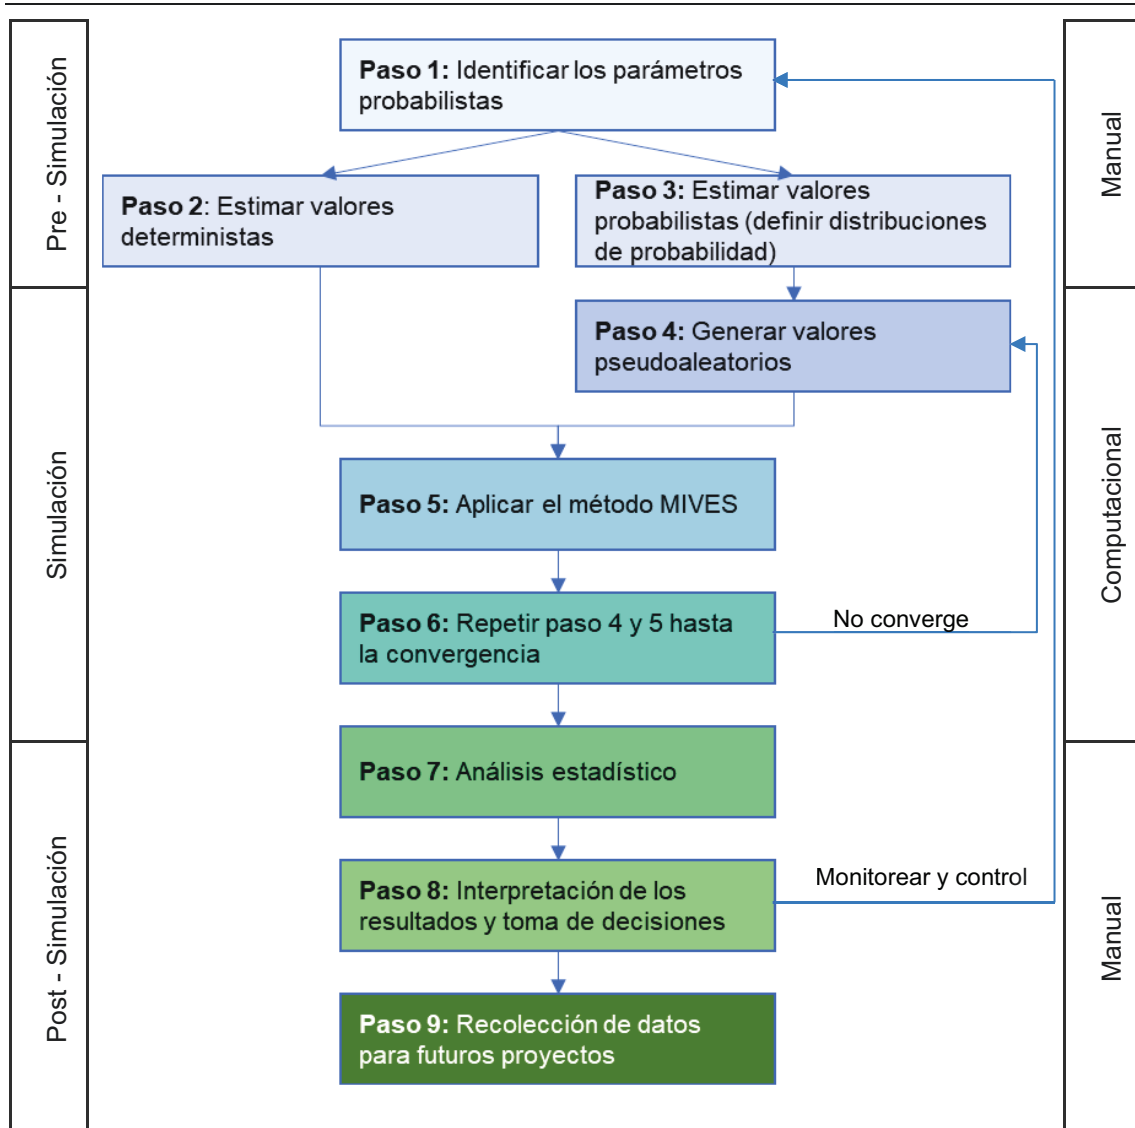 Pre - Simulación
Simulación
Post - Simulación
Paso 1: Identificar los parámetros
probabilistas
Paso 2: Estimar valores
deterministas
Paso 3: Estimar valores
probabilistas (definir distribuciones
de probabilidad)
Paso 4: Generar valores
pseudoaleatorios
Paso 5: Aplicar el método MIVES
Paso 6: Repetir paso 4 y 5 hasta
la convergencia
No converge
Paso 7: Análisis estadístico
Paso 8: Interpretación de los
resultados y toma de decisiones
Monitorear y control
Paso 9: Recolección de datos
para futuros proyectos
Manual
Computacional
Manual